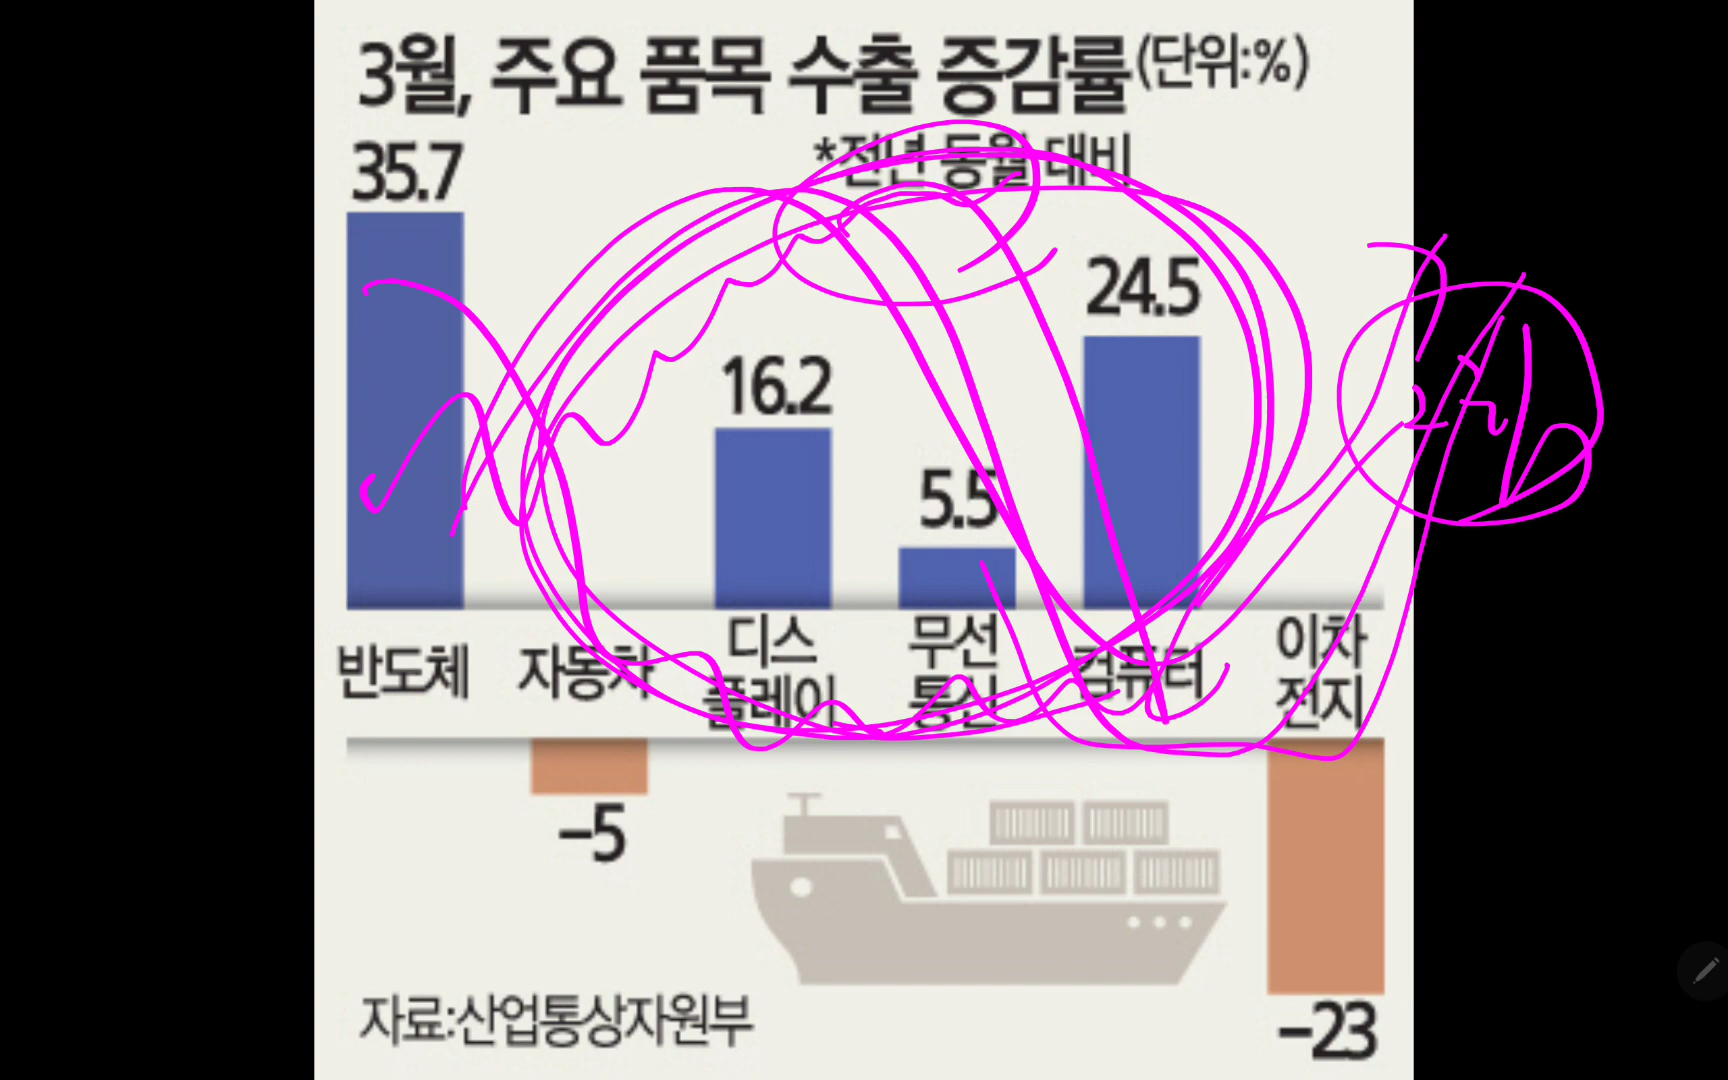 3월, 주요 품목 수출 증감률(단위:%)
*전년 동월 대비
35.7
16.2
5.5
24.5
반도체
자동차
디스
플레이
무선
통신
컴퓨터
이차
전지
−5
−23
자료:산업통상자원부